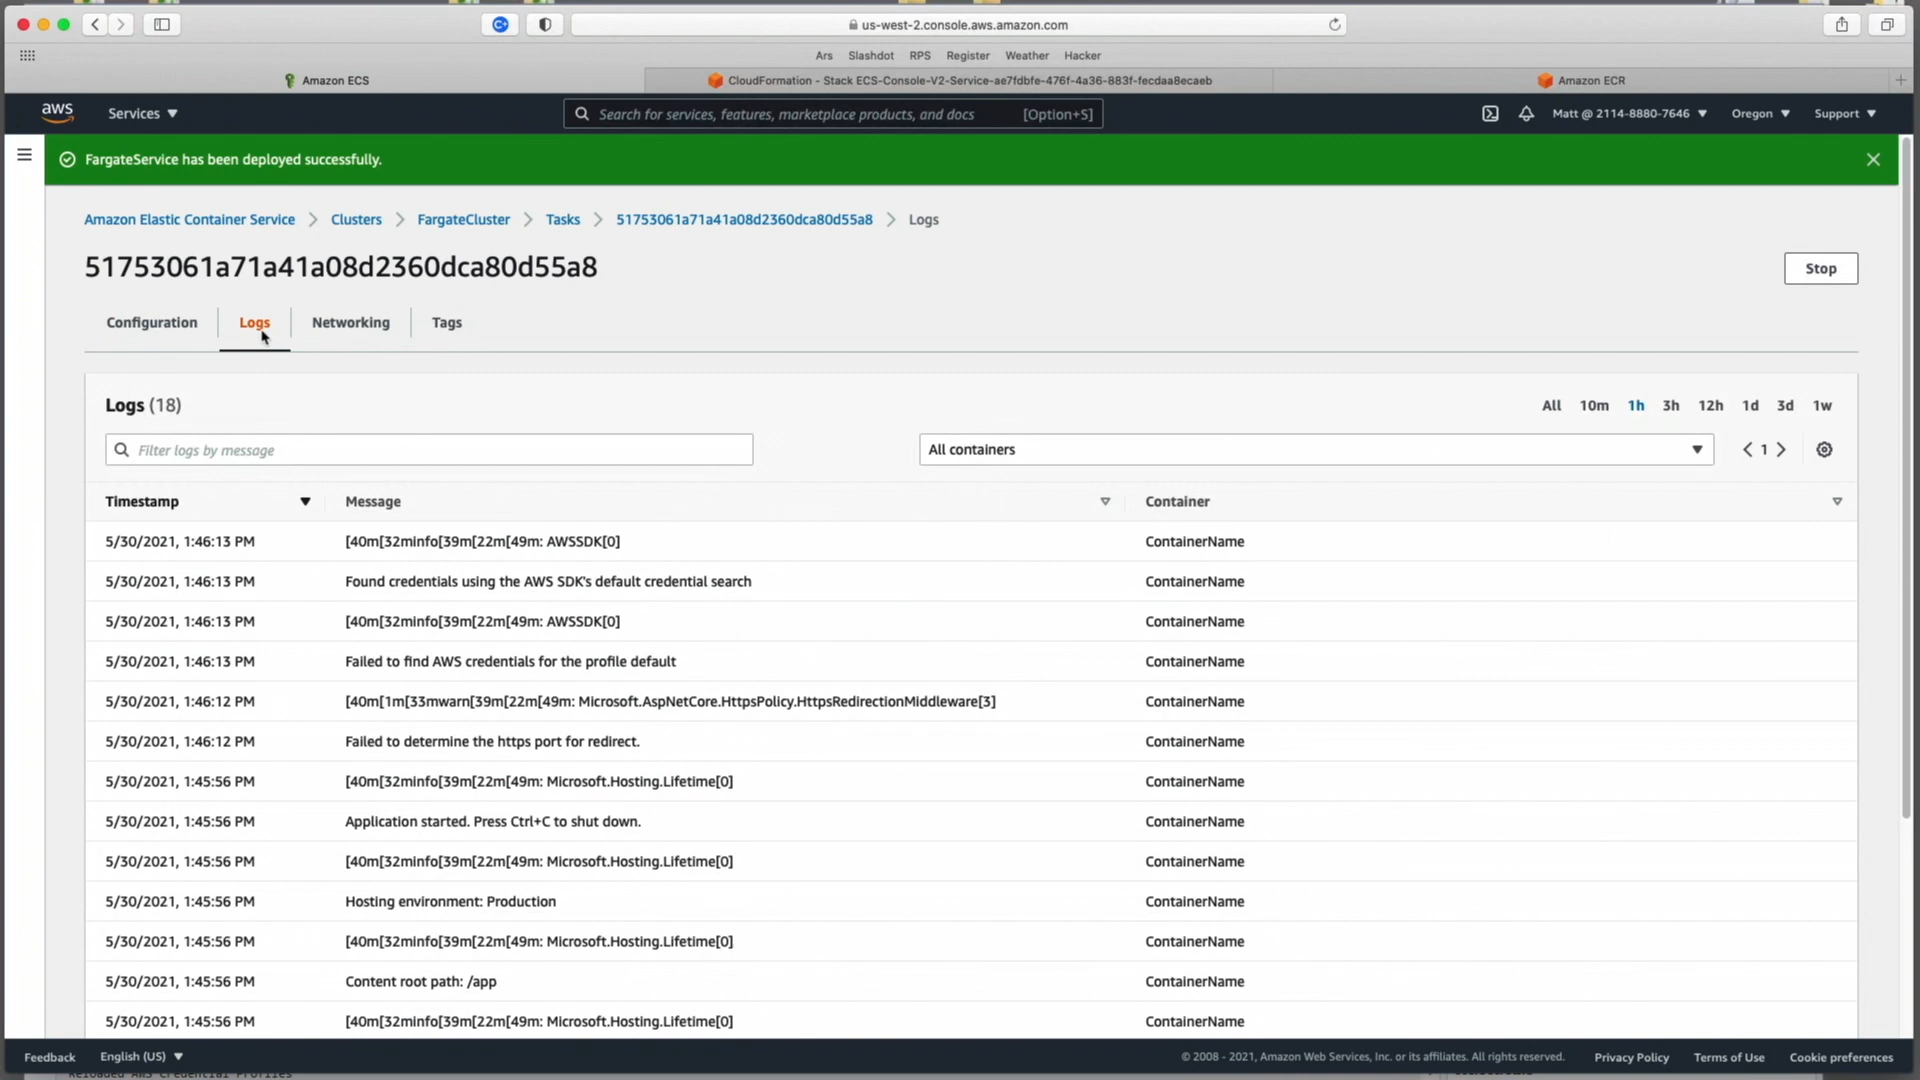 us-west-2.console.aws.amazon.com
Ars Slashdot RPS Register Weather Hacker
Amazon ECS
CloudFormation - Stack ECS-Console-V2-Service-ae7fdbfe-476f-4a36-883f-fecdaa8ecaeb
Amazon ECR
aws Services Search for services, features, marketplace products, and docs [Option+S] Matt @ 2114-8880-7646 Oregon Support
FargateService has been deployed successfully.
Amazon Elastic Container Service Clusters FargateCluster Tasks 51753061a71a41a08d2360dca80d55a8 Logs
51753061a71a41a08d2360dca80d55a8
Stop
Configuration Logs Networking Tags
Logs (18)
All 10m 1h 3h 12h 1d 3d 1w
Filter logs by message
All containers
1
Timestamp Message Container
5/30/2021, 1:46:13 PM [40m[32minfo[39m[22m[49m: AWSSDK[0] ContainerName
5/30/2021, 1:46:13 PM Found credentials using the AWS SDK's default credential search ContainerName
5/30/2021, 1:46:13 PM [40m[32minfo[39m[22m[49m: AWSSDK[0] ContainerName
5/30/2021, 1:46:13 PM Failed to find AWS credentials for the profile default ContainerName
5/30/2021, 1:46:12 PM [40m[1m[33mwarn[39m[22m[49m: Microsoft.AspNetCore.HttpsPolicy.HttpsRedirectionMiddleware[3] ContainerName
5/30/2021, 1:46:12 PM Failed to determine the https port for redirect. ContainerName
5/30/2021, 1:45:56 PM [40m[32minfo[39m[22m[49m: Microsoft.Hosting.Lifetime[0] ContainerName
5/30/2021, 1:45:56 PM Application started. Press Ctrl+C to shut down. ContainerName
5/30/2021, 1:45:56 PM [40m[32minfo[39m[22m[49m: Microsoft.Hosting.Lifetime[0] ContainerName
5/30/2021, 1:45:56 PM Hosting environment: Production ContainerName
5/30/2021, 1:45:56 PM [40m[32minfo[39m[22m[49m: Microsoft.Hosting.Lifetime[0] ContainerName
5/30/2021, 1:45:56 PM Content root path: /app ContainerName
5/30/2021, 1:45:56 PM [40m[32minfo[39m[22m[49m: Microsoft.Hosting.Lifetime[0] ContainerName
Feedback English (US) © 2008 - 2021, Amazon Web Services, Inc. or its affiliates. All rights reserved. Privacy Policy Terms of Use Cookie preferences
Reloaded AWS Credential Profiles